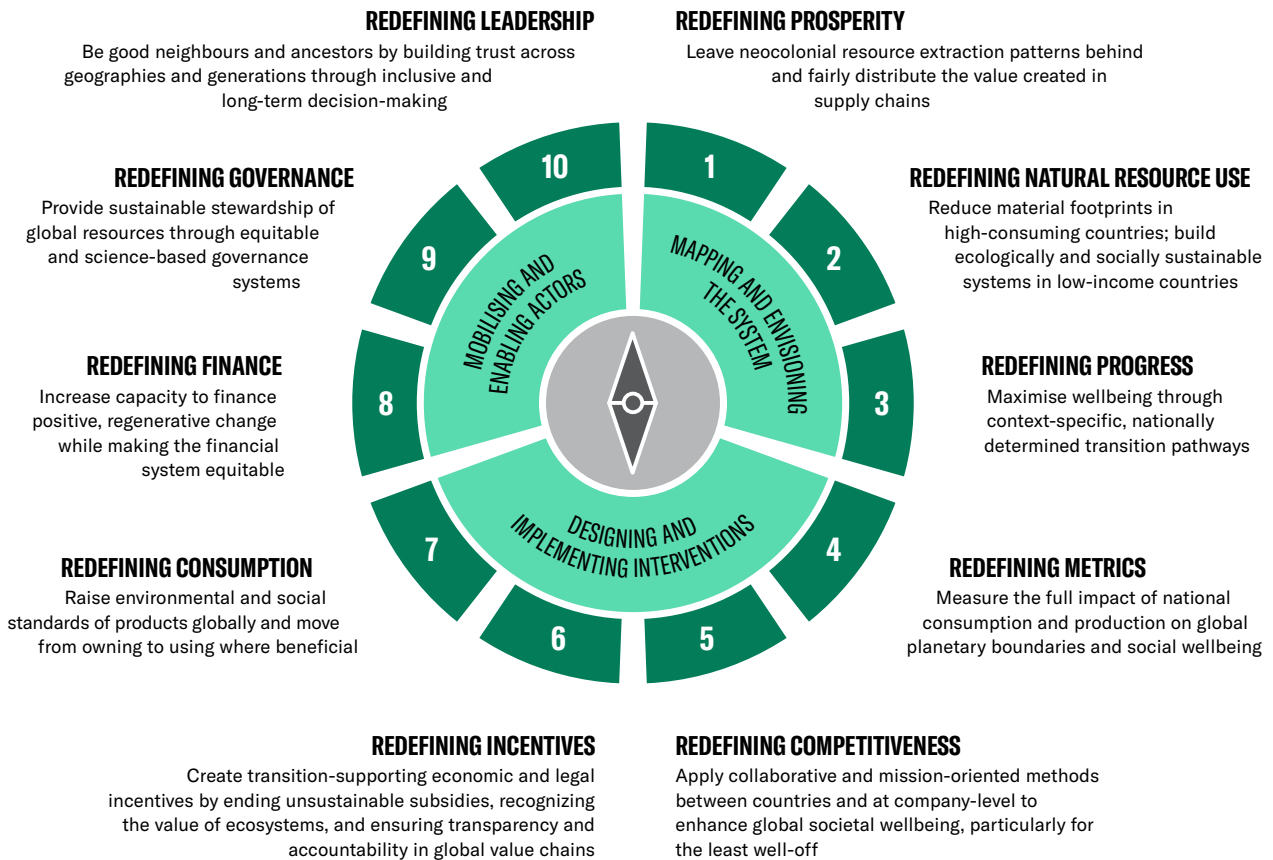 REDEFINING LEADERSHIP
Be good neighbours and ancestors by building trust across
geographies and generations through inclusive and
long-term decision-making
REDEFINING PROSPERITY
Leave neocolonial resource extraction patterns behind
and fairly distribute the value created in
supply chains
REDEFINING GOVERNANCE
Provide sustainable stewardship of
global resources through equitable
and science-based governance
systems
REDEFINING NATURAL RESOURCE USE
Reduce material footprints in
high-consuming countries; build
ecologically and socially sustainable
systems in low-income countries
REDEFINING FINANCE
Increase capacity to finance
positive, regenerative change
while making the financial
system equitable
REDEFINING PROGRESS
Maximise wellbeing through
context-specific, nationally
determined transition pathways
REDEFINING CONSUMPTION
Raise environmental and social
standards of products globally and move
from owning to using where beneficial
REDEFINING METRICS
Measure the full impact of national
consumption and production on global
planetary boundaries and social wellbeing
REDEFINING INCENTIVES
Create transition-supporting economic and legal
incentives by ending unsustainable subsidies, recognizing
the value of ecosystems, and ensuring transparency and
accountability in global value chains
REDEFINING COMPETITIVENESS
Apply collaborative and mission-oriented methods
between countries and at company-level to
enhance global societal wellbeing, particularly for
the least well-off
1
2
3
4
5
6
7
8
9
10
MAPPING AND ENVISIONING
THE SYSTEM
DESIGNING AND
IMPLEMENTING INTERVENTIONS
MOBILISING AND
ENABLING ACTORS